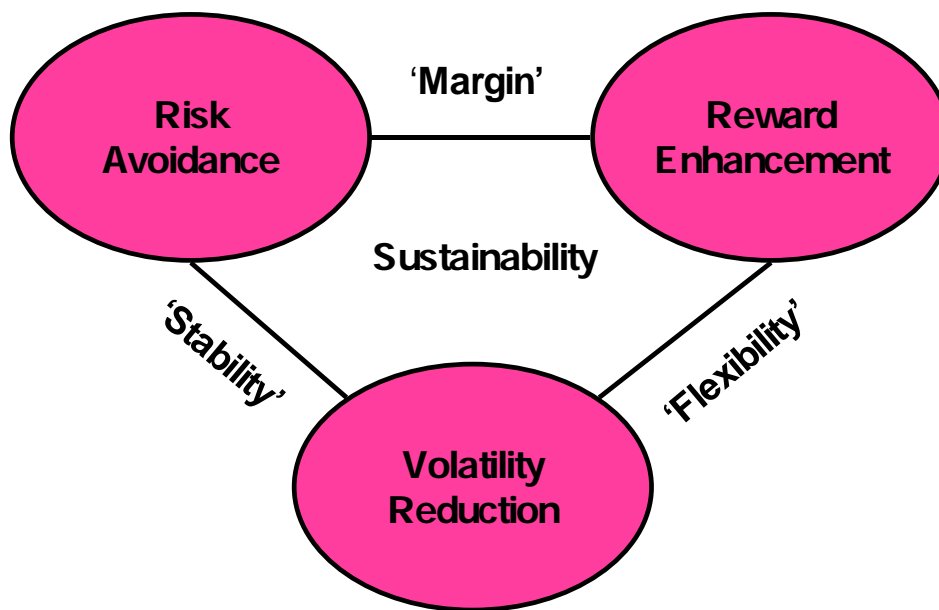 ‘Margin’
Risk
Avoidance
Reward
Enhancement
Sustainability
‘Stability’
‘Flexibility’
Volatility
Reduction